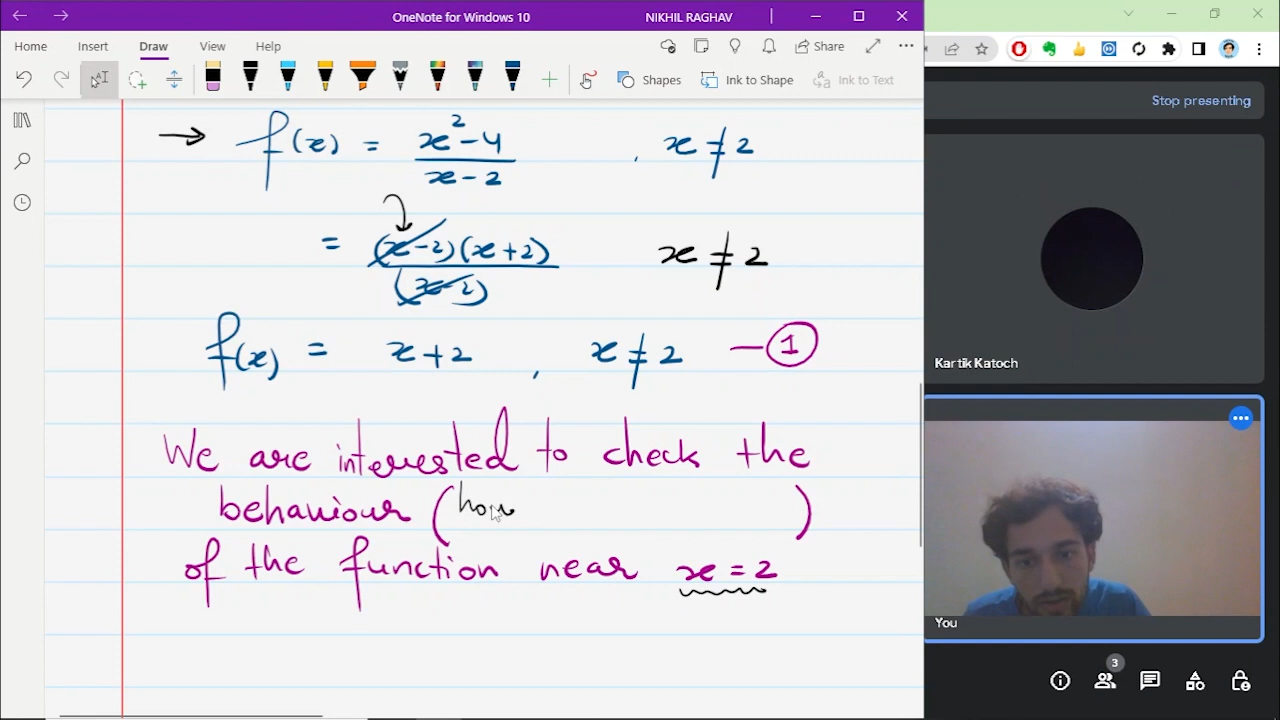 OneNote for Windows 10
NIKHIL RAGHAV
Home Insert Draw View Help
Share
Shapes
Ink to Shape
Ink to Text
Stop presenting
→ f(x) = x² - 4 / x - 2 , x ≠ 2
= (x - 2)(x + 2) / (x - 2) x ≠ 2
f(x) = x + 2 , x ≠ 2 — 1
We are interested to check the
behaviour (how )
of the function near x = 2
Kartik Katoch
You
3